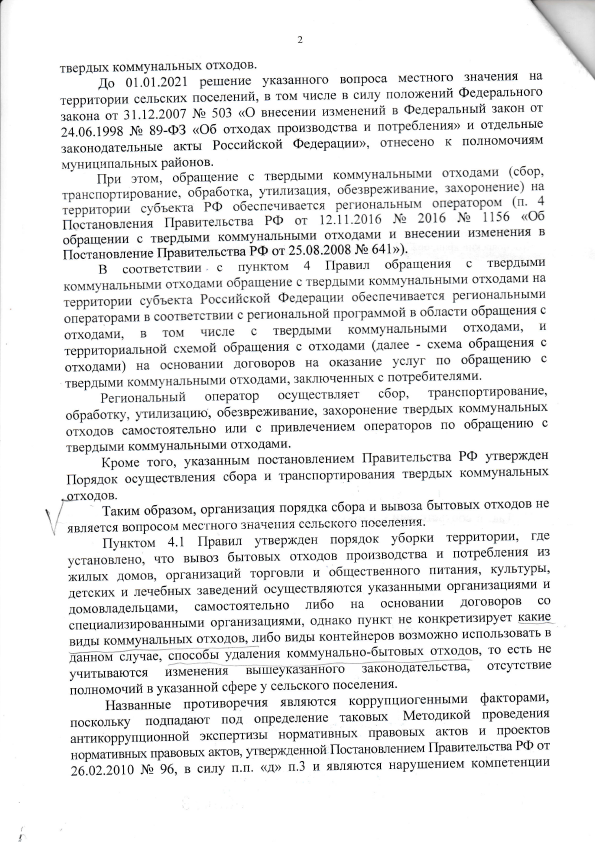 2
твердых коммунальных отходов.
До 01.01.2021 решение указанного вопроса местного значения на
территории сельских поселений, в том числе в силу положений Федерального
закона от 31.12.2007 № 503 «О внесении изменений в Федеральный закон от
24.06.1998 № 89-ФЗ «Об отходах производства и потребления» и отдельные
законодательные акты Российской Федерации», отнесено к полномочиям
муниципальных районов.
При этом, обращение с твердыми коммунальными отходами (сбор,
транспортирование, обработка, утилизация, обезвреживание, захоронение) на
территории субъекта РФ обеспечивается региональным оператором (п. 4
Постановления Правительства РФ от 12.11.2016 № 2016 № 1156 «Об
обращении с твердыми коммунальными отходами и внесении изменения в
Постановление Правительства РФ от 25.08.2008 № 641»).
В соответствии с пунктом 4 Правил обращения с твердыми
коммунальными отходами обращение с твердыми коммунальными отходами на
территории субъекта Российской Федерации обеспечивается региональными
операторами в соответствии с региональной программой в области обращения с
отходами, в том числе с твердыми коммунальными отходами, и
территориальной схемой обращения с отходами (далее - схема обращения с
отходами) на основании договоров на оказание услуг по обращению с
твердыми коммунальными отходами, заключенных с потребителями.
Региональный оператор осуществляет сбор, транспортирование,
обработку, утилизацию, обезвреживание, захоронение твердых коммунальных
отходов самостоятельно или с привлечением операторов по обращению с
твердыми коммунальными отходами.
Кроме того, указанным постановлением Правительства РФ утвержден
Порядок осуществления сбора и транспортирования твердых коммунальных
отходов.
Таким образом, организация порядка сбора и вывоза бытовых отходов не
является вопросом местного значения сельского поселения.
Пунктом 4.1 Правил утвержден порядок уборки территории, где
установлено, что вывоз бытовых отходов производства и потребления из
жилых домов, организаций торговли и общественного питания, культуры,
детских и лечебных заведений осуществляются указанными организациями и
домовладельцами, самостоятельно либо на основании договоров со
специализированными организациями, однако пункт не конкретизирует какие
виды коммунальных отходов, либо виды контейнеров возможно использовать в
данном случае, способы удаления коммунально-бытовых отходов, то есть не
учитываются изменения вышеуказанного законодательства, отсутствие
полномочий в указанной сфере у сельского поселения.
Названные противоречия являются коррупциогенными факторами,
поскольку подпадают под определение таковых Методикой проведения
антикоррупционной экспертизы нормативных правовых актов и проектов
нормативных правовых актов, утвержденной Постановлением Правительства РФ от
26.02.2010 № 96, в силу п.п. «д» п.3 и являются нарушением компетенции